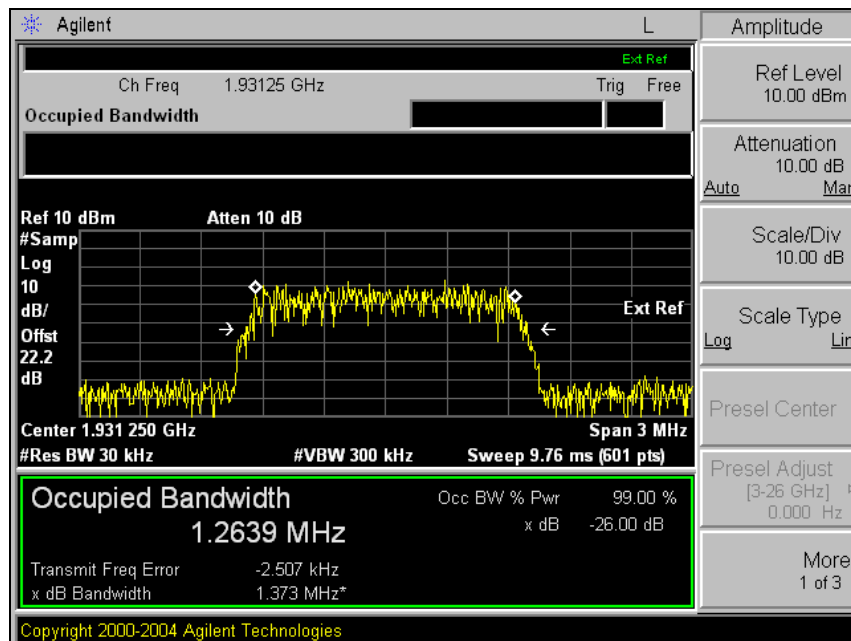 Agilent L
Ext Ref
Ch Freq 1.93125 GHz Trig Free
Occupied Bandwidth
Ref 10 dBm Atten 10 dB
#Samp
Log
10
dB/
Offst
22.2
dB
Ext Ref
Center 1.931 250 GHz Span 3 MHz
#Res BW 30 kHz #VBW 300 kHz Sweep 9.76 ms (601 pts)
Occupied Bandwidth
1.2639 MHz
Occ BW % Pwr 99.00 %
x dB -26.00 dB
Transmit Freq Error -2.507 kHz
x dB Bandwidth 1.373 MHz*
Copyright 2000-2004 Agilent Technologies
Amplitude
Ref Level
10.00 dBm
Attenuation
10.00 dB
Auto Mar
Scale/Div
10.00 dB
Scale Type
Log Lin
Presel Center
Presel Adjust
[3-26 GHz]
0.000 Hz
More
1 of 3